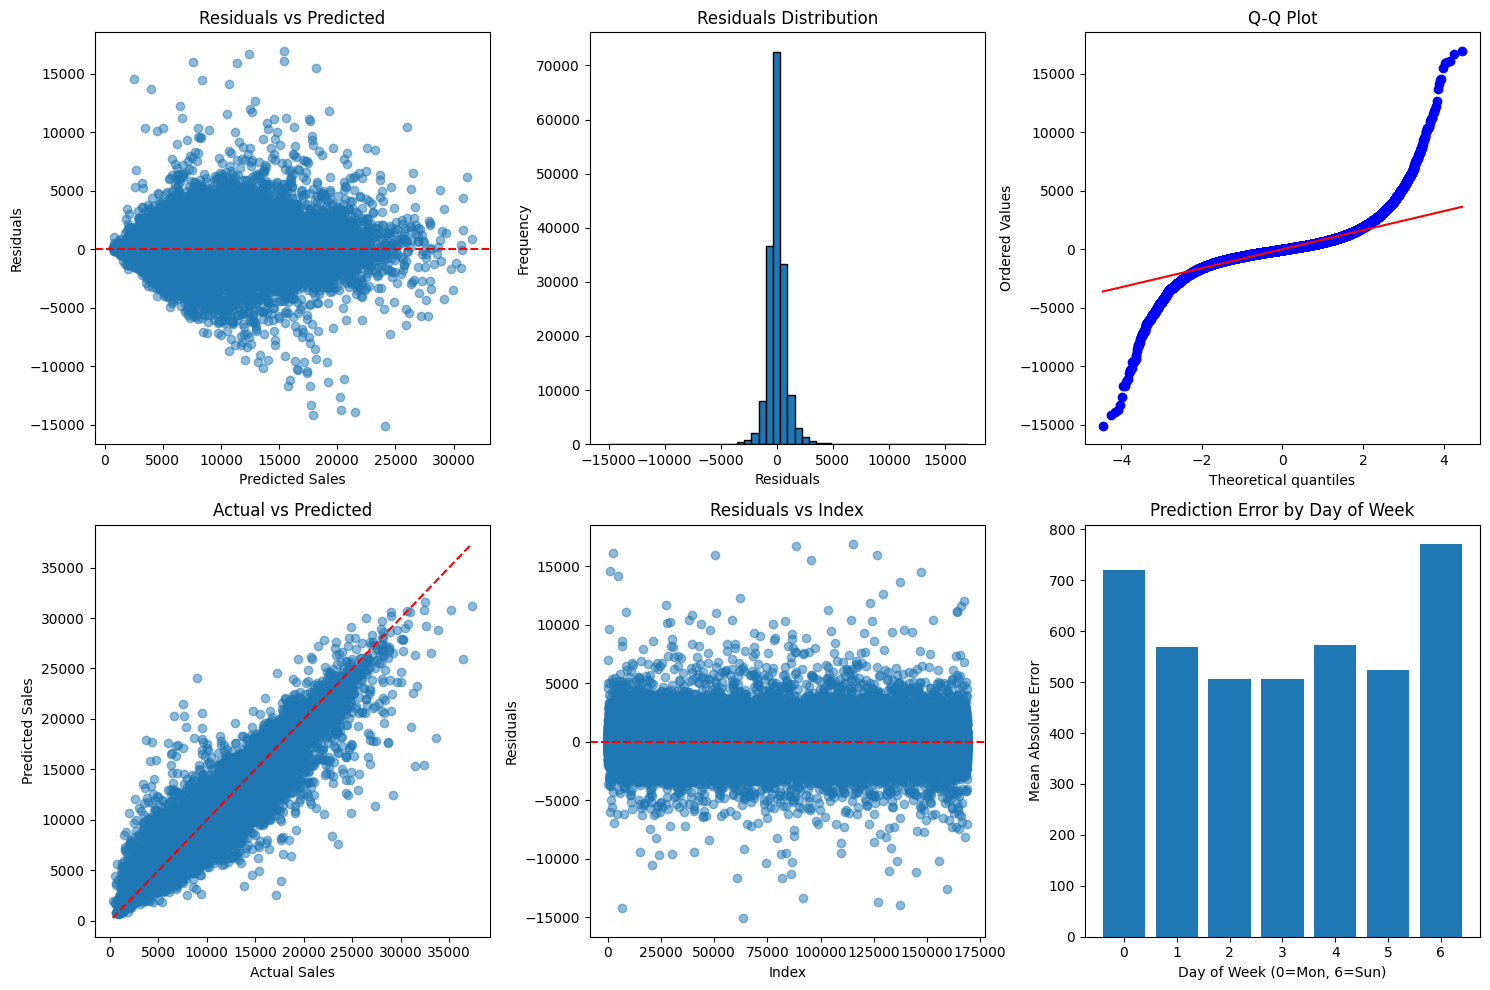 Residuals vs Predicted
15000
10000
5000
0
−5000
−10000
−15000
Residuals
0 5000 10000 15000 20000 25000 30000
Predicted Sales
Residuals Distribution
70000
60000
50000
40000
30000
20000
10000
0
Frequency
−15000 −10000 −5000 0 5000 10000 15000
Residuals
Q-Q Plot
15000
10000
5000
0
−5000
−10000
−15000
Ordered Values
−4 −2 0 2 4
Theoretical quantiles
Actual vs Predicted
35000
30000
25000
20000
15000
10000
5000
0
Predicted Sales
0 5000 10000 15000 20000 25000 30000 35000
Actual Sales
Residuals vs Index
15000
10000
5000
0
−5000
−10000
−15000
Residuals
0 25000 50000 75000 100000 125000 150000 175000
Index
Prediction Error by Day of Week
800
700
600
500
400
300
200
100
0
Mean Absolute Error
0 1 2 3 4 5 6
Day of Week (0=Mon, 6=Sun)